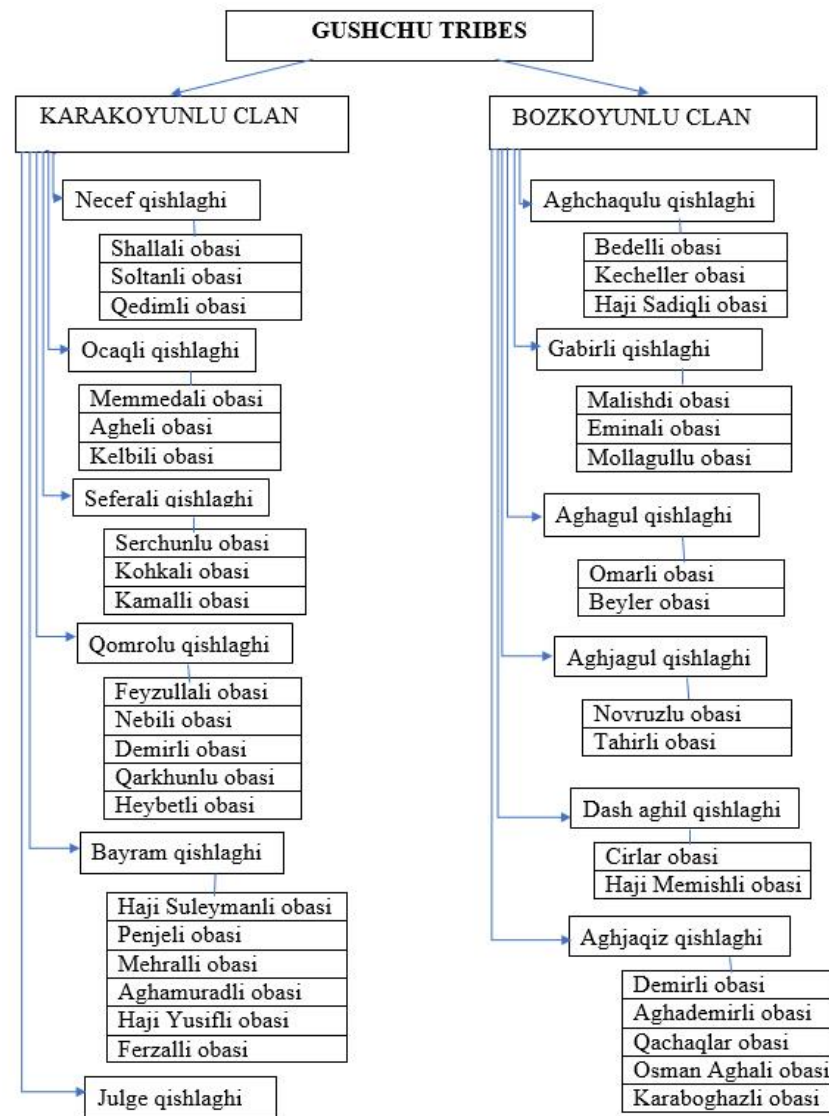 GUSHCHU TRIBES
KARAKOYUNLU CLAN
Necef qishlaghi
Shallali obasi
Soltanli obasi
Qedimli obasi
Ocaqli qishlaghi
Memmedali obasi
Agheli obasi
Kelbili obasi
Seferali qishlaghi
Serchunlu obasi
Kohkali obasi
Kamalli obasi
Qomrolu qishlaghi
Feyzullali obasi
Nebili obasi
Demirli obasi
Qarkhunlu obasi
Heybetli obasi
Bayram qishlaghi
Haji Suleymanli obasi
Penjeli obasi
Mehralli obasi
Aghamuradli obasi
Haji Yusifli obasi
Ferzalli obasi
Julge qishlaghi
BOZKOYUNLU CLAN
Aghchaqulu qishlaghi
Bedelli obasi
Kecheller obasi
Haji Sadiqli obasi
Gabirli qishlaghi
Malishdi obasi
Eminali obasi
Mollagullu obasi
Aghagul qishlaghi
Omarli obasi
Beyler obasi
Aghjagul qishlaghi
Novruzlu obasi
Tahirli obasi
Dash aghil qishlaghi
Cirlar obasi
Haji Memishli obasi
Aghjaqiz qishlaghi
Demirli obasi
Aghademirli obasi
Qachaqlar obasi
Osman Aghali obasi
Karaboghazli obasi